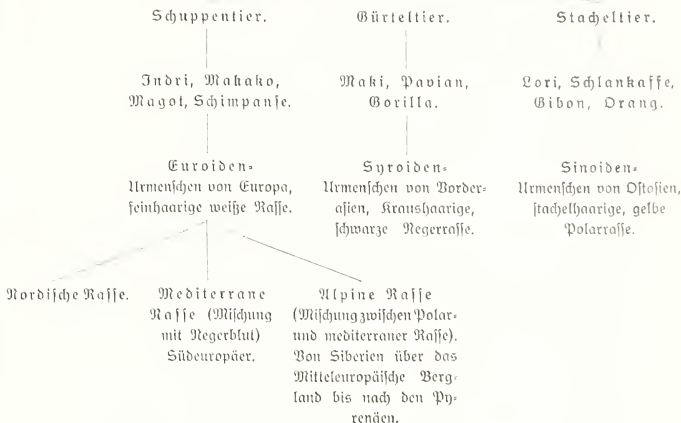 Schuppentier.
Gürteltier.
Stacheltier.
Indri, Makako,
Magot, Schimpanse.
Maki, Pavian,
Gorilla.
Lori, Schlankaffe,
Gibon, Orang.
Euroiden-
Urmenschen von Europa,
feinhaarige weiße Rasse.
Syroiden-
Urmenschen von Vorder-
asien, Kraushaarige,
schwarze Negerrasse.
Sinoiden-
Urmenschen von Ostasien,
stachelhaarige, gelbe
Polarrasse.
Nordische Rasse.
Mediterrane
Rasse (Mischung
mit Negerblut)
Südeuropäer.
Alpine Rasse
(Mischung zwischen Polar-
und mediterraner Rasse).
Von Siberien über das
Mitteleuropäische Berg-
land bis nach den Py-
renäen.